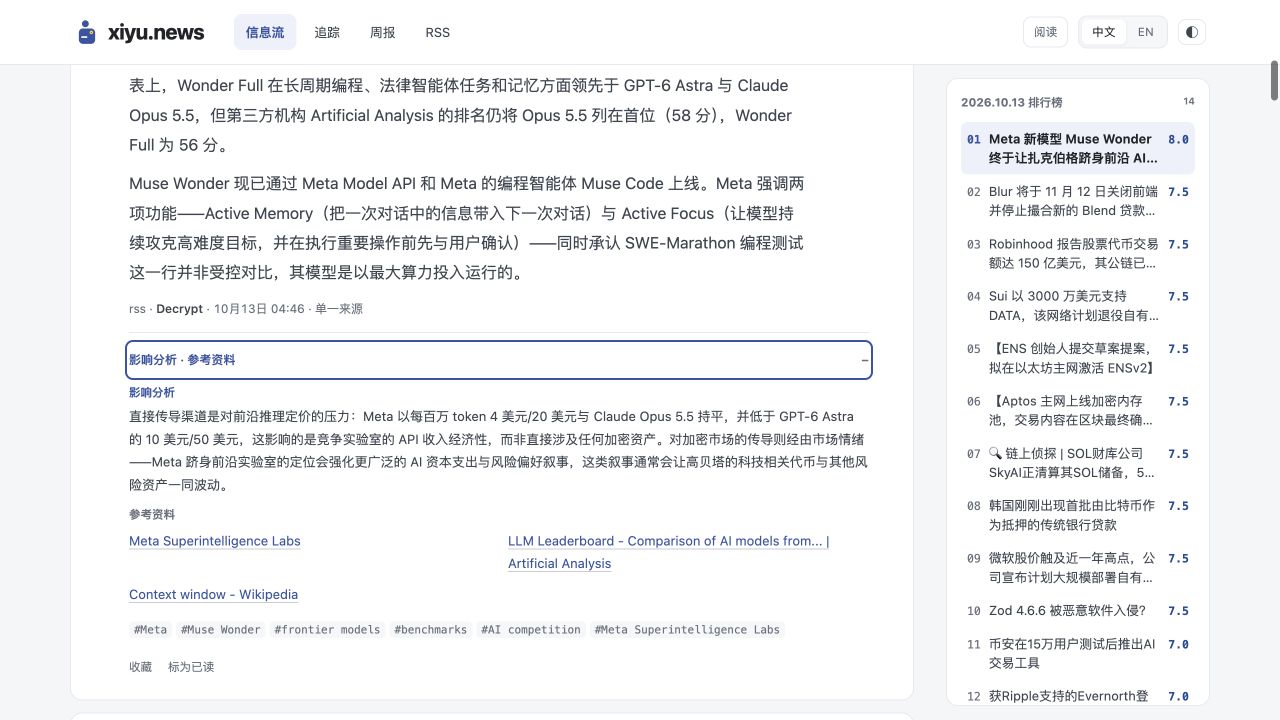 xiyu.news
信息流
追踪
周报
RSS
阅读
中文
EN
表上，Wonder Full 在长周期编程、法律智能体任务和记忆方面领先于 GPT-6 Astra 与 Claude
Opus 5.5，但第三方机构 Artificial Analysis 的排名仍将 Opus 5.5 列在首位（58 分），Wonder
Full 为 56 分。
Muse Wonder 现已通过 Meta Model API 和 Meta 的编程智能体 Muse Code 上线。Meta 强调两
项功能——Active Memory（把一次对话中的信息带入下一次对话）与 Active Focus（让模型持
续攻克高难度目标，并在执行重要操作前先与用户确认）——同时承认 SWE-Marathon 编程测试
这一行并非受控对比，其模型是以最大算力投入运行的。
rss · Decrypt · 10月13日 04:46 · 单一来源
影响分析 · 参考资料 –
影响分析
直接传导渠道是对前沿推理定价的压力：Meta 以每百万 token 4 美元/20 美元与 Claude Opus 5.5 持平，并低于 GPT-6 Astra
的 10 美元/50 美元，这影响的是竞争实验室的 API 收入经济性，而非直接涉及任何加密资产。对加密市场的传导则经由市场情绪
——Meta 跻身前沿实验室的定位会强化更广泛的 AI 资本支出与风险偏好叙事，这类叙事通常会让高贝塔的科技相关代币与其他风
险资产一同波动。
参考资料
Meta Superintelligence Labs
LLM Leaderboard - Comparison of AI models from... |
Artificial Analysis
Context window - Wikipedia
#Meta #Muse Wonder #frontier models #benchmarks #AI competition #Meta Superintelligence Labs
收藏 标为已读
2026.10.13 排行榜 14
01 Meta 新模型 Muse Wonder 8.0
终于让扎克伯格跻身前沿 AI...
02 Blur 将于 11 月 12 日关闭前端 7.5
并停止撮合新的 Blend 贷款...
03 Robinhood 报告股票代币交易 7.5
额达 150 亿美元，其公链已...
04 Sui 以 3000 万美元支持 7.5
DATA，该网络计划退役自有...
05 【ENS 创始人提交草案提案， 7.5
拟在以太坊主网激活 ENSv2】
06 【Aptos 主网上线加密内存 7.5
池，交易内容在区块最终确...
07 🔍 链上侦探 | SOL财库公司 7.5
SkyAI正清算其SOL储备，5...
08 韩国刚刚出现首批由比特币作 7.5
为抵押的传统银行贷款
09 微软股价触及近一年高点，公 7.5
司宣布计划大规模部署自有...
10 Zod 4.6.6 被恶意软件入侵? 7.5
11 币安在15万用户测试后推出AI 7.0
交易工具
12 获Ripple支持的Evernorth登 7.0